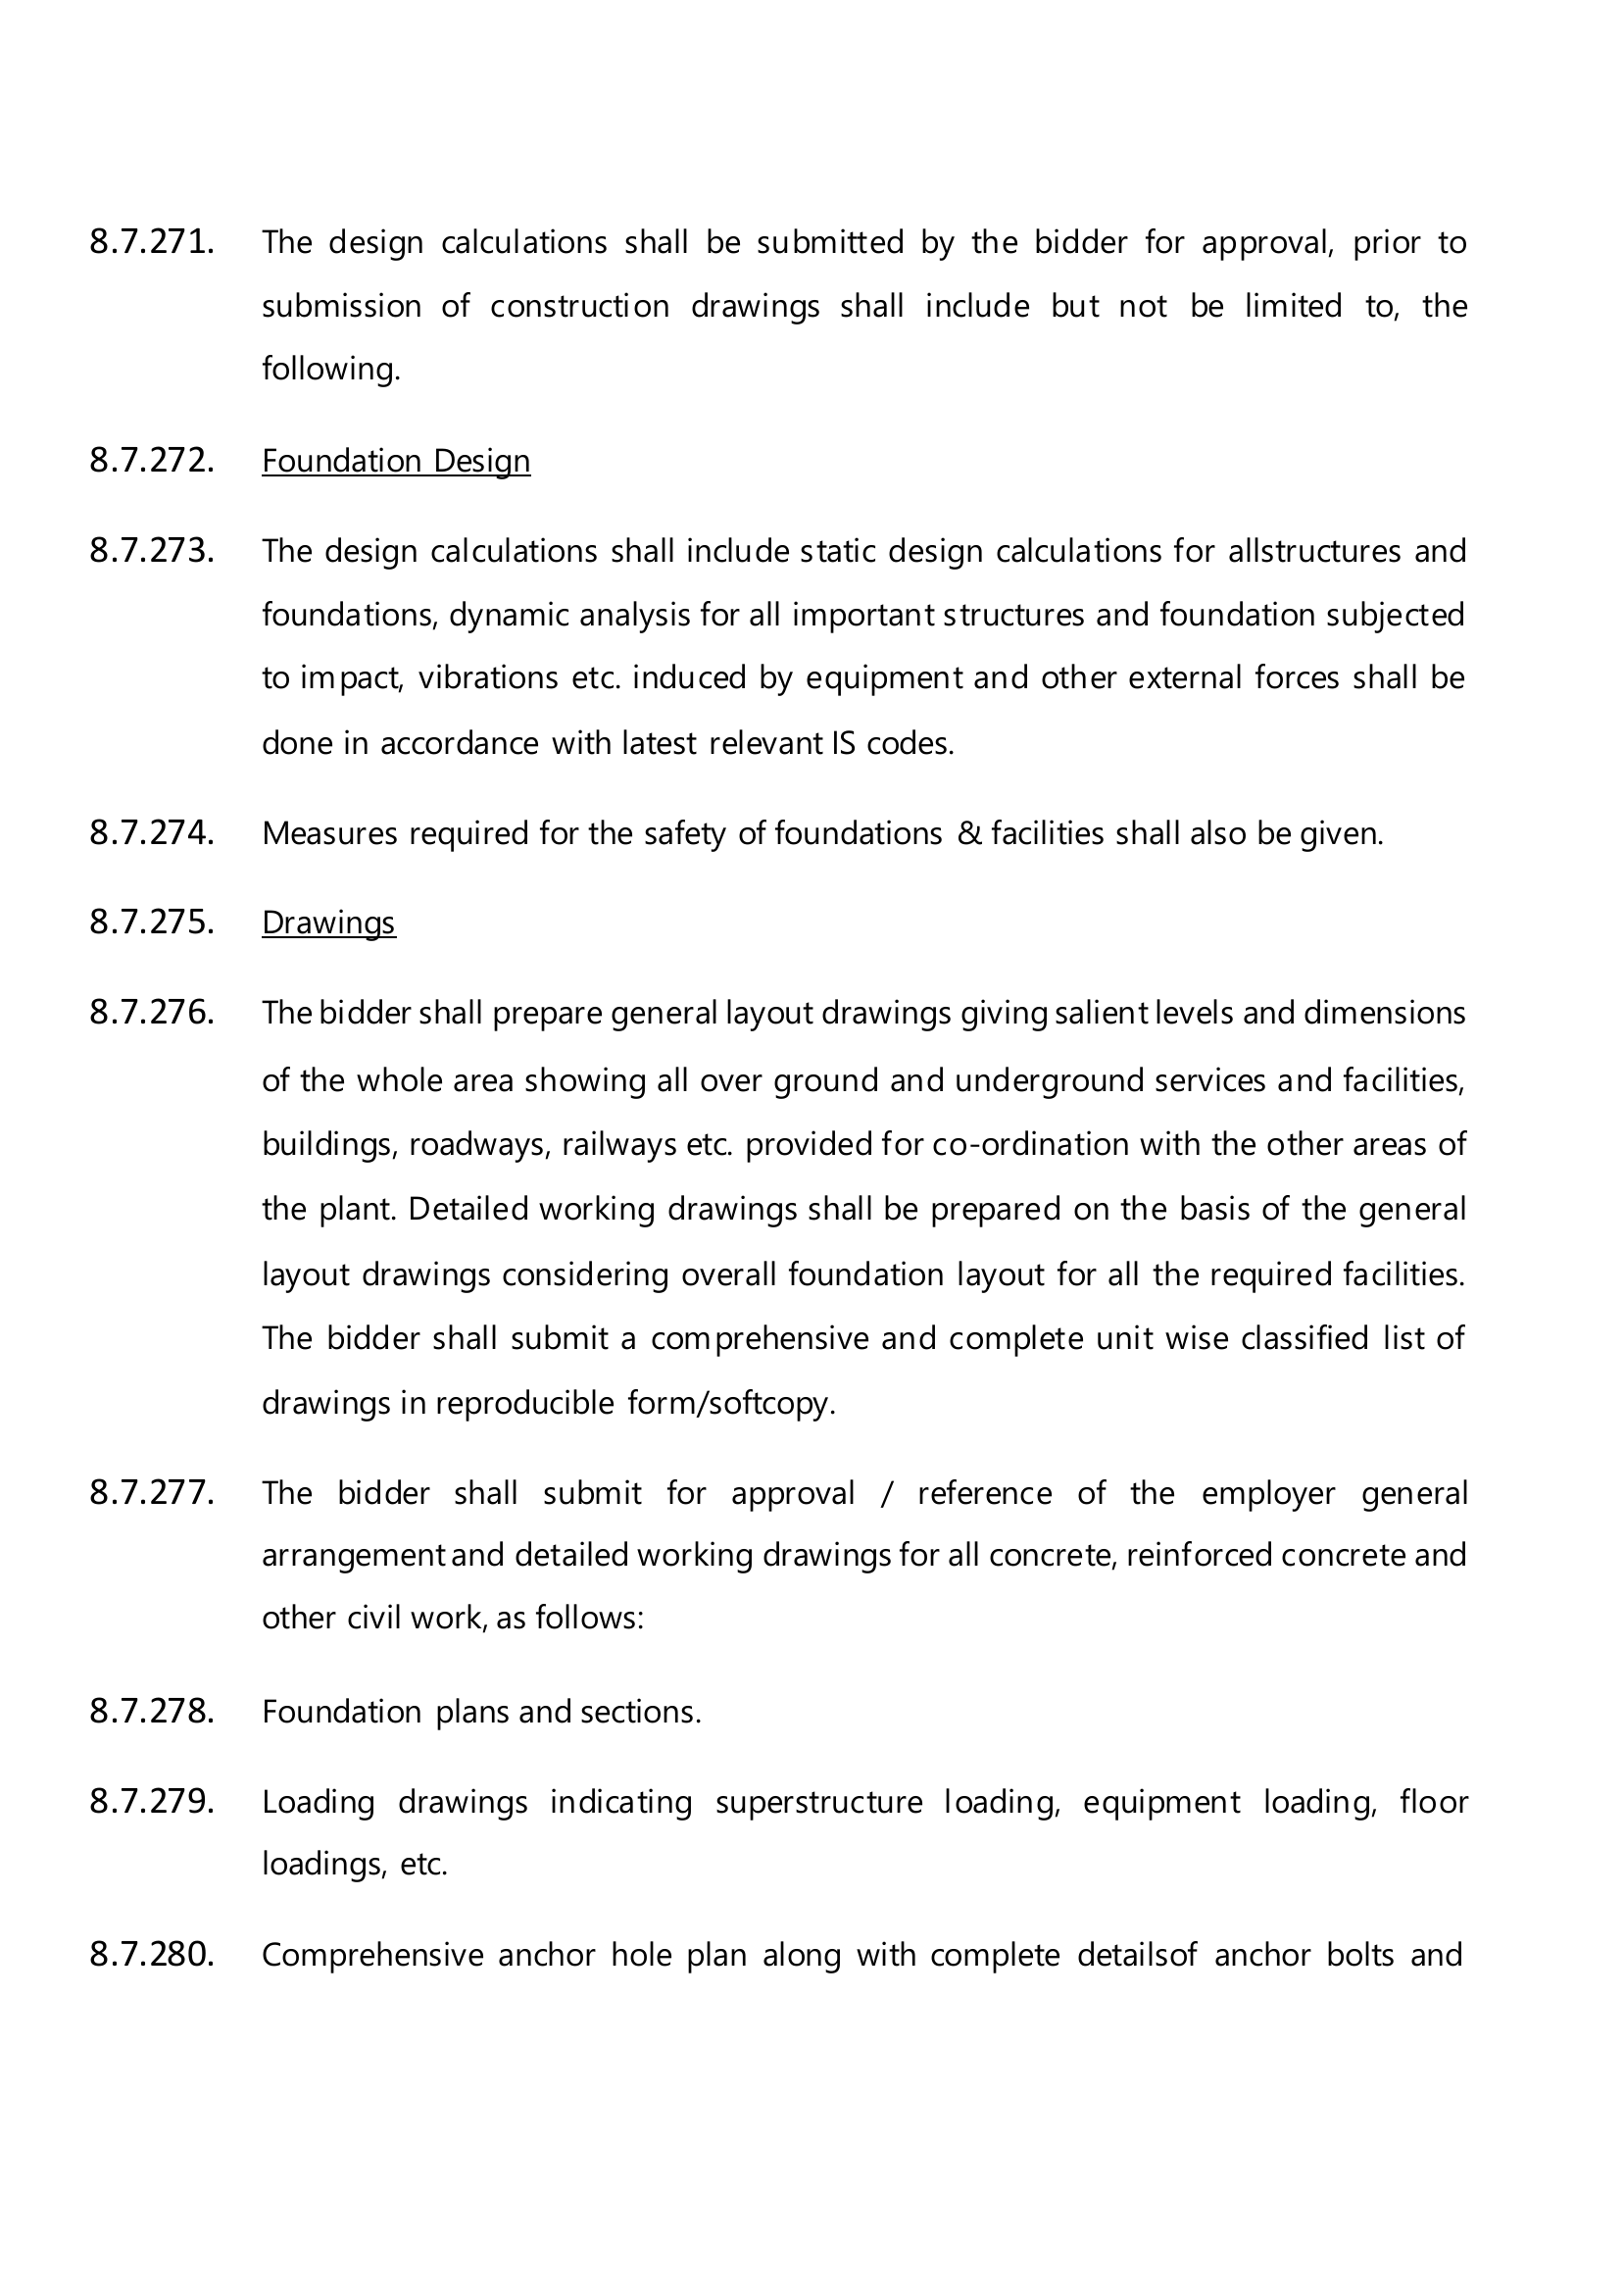 8.7.271. The design calculations shall be submitted by the bidder for approval, prior to
submission of construction drawings shall include but not be limited to, the
following.
8.7.272. Foundation Design
8.7.273. The design calculations shall include static design calculations for allstructures and
foundations, dynamic analysis for all important structures and foundation subjected
to impact, vibrations etc. induced by equipment and other external forces shall be
done in accordance with latest relevant IS codes.
8.7.274. Measures required for the safety of foundations & facilities shall also be given.
8.7.275. Drawings
8.7.276. The bidder shall prepare general layout drawings giving salient levels and dimensions
of the whole area showing all over ground and underground services and facilities,
buildings, roadways, railways etc. provided for co-ordination with the other areas of
the plant. Detailed working drawings shall be prepared on the basis of the general
layout drawings considering overall foundation layout for all the required facilities.
The bidder shall submit a comprehensive and complete unit wise classified list of
drawings in reproducible form/softcopy.
8.7.277. The bidder shall submit for approval / reference of the employer general
arrangement and detailed working drawings for all concrete, reinforced concrete and
other civil work, as follows:
8.7.278. Foundation plans and sections.
8.7.279. Loading drawings indicating superstructure loading, equipment loading, floor
loadings, etc.
8.7.280. Comprehensive anchor hole plan along with complete detailsof anchor bolts and